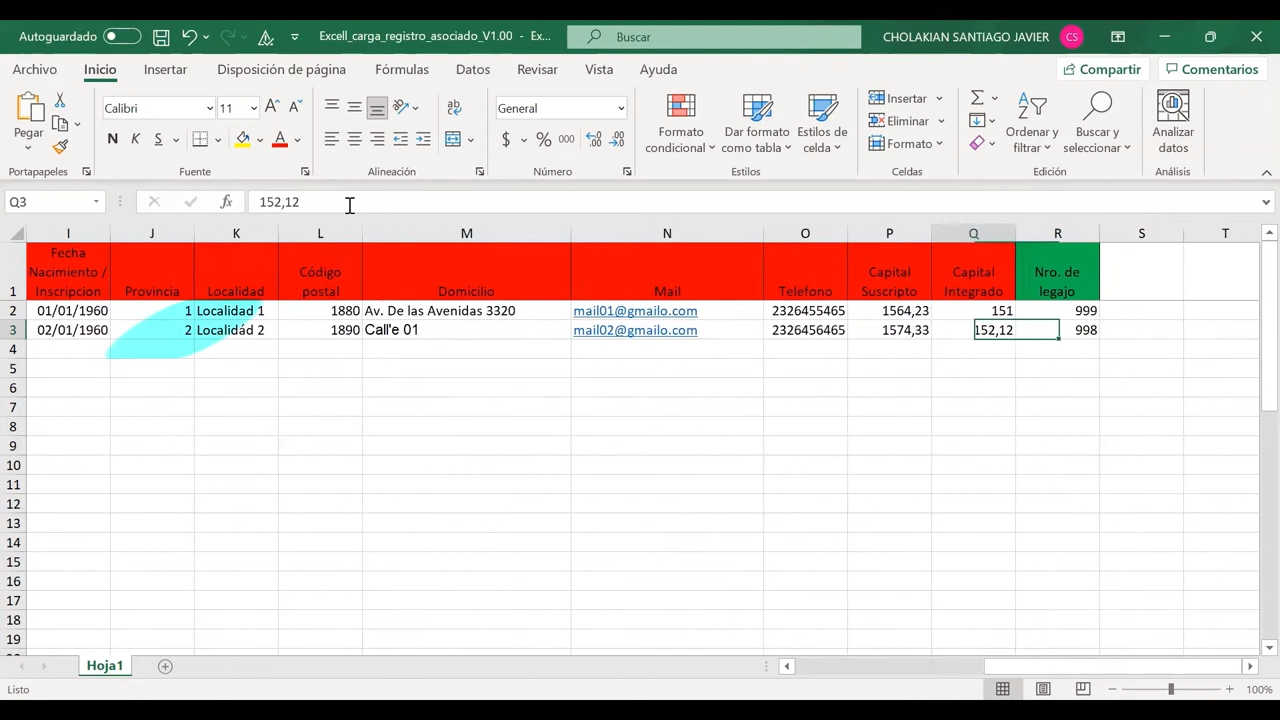 Autoguardado Excell_carga_registro_asociado_V1.00 - Ex... Buscar CHOLAKIAN SANTIAGO JAVIER CS
Archivo Inicio Insertar Disposición de página Fórmulas Datos Revisar Vista Ayuda Compartir Comentarios
Pegar
Calibri 11
N K S
General
$ % 000
Formato condicional
Dar formato como tabla
Estilos de celda
Insertar
Eliminar
Formato
Ordenar y filtrar
Buscar y seleccionar
Analizar datos
Portapapeles Fuente Alineación Número Estilos Celdas Edición Análisis
Q3 fx 152,12
I J K L M N O P Q R S T
1 Fecha Nacimiento / Inscripcion Provincia Localidad Código postal Domicilio Mail Telefono Capital Suscripto Capital Integrado Nro. de legajo
2 01/01/1960 1 Localidad 1 1880 Av. De las Avenidas 3320 mail01@gmailo.com 2326455465 1564,23 151 999
3 02/01/1960 2 Localidád 2 1890 Call'e 01 mail02@gmailo.com 2326456465 1574,33 152,12 998
4
5
6
7
8
9
10
11
12
13
14
15
16
17
18
19
Hoja1
Listo 100%